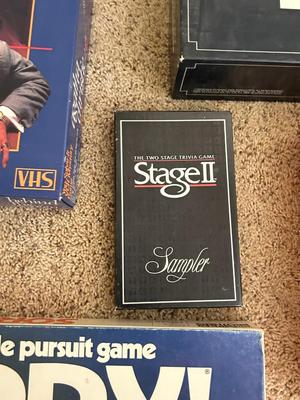 VHS
THE TWO STAGE TRIVIA GAME
Stage II
Sampler
le pursuit game